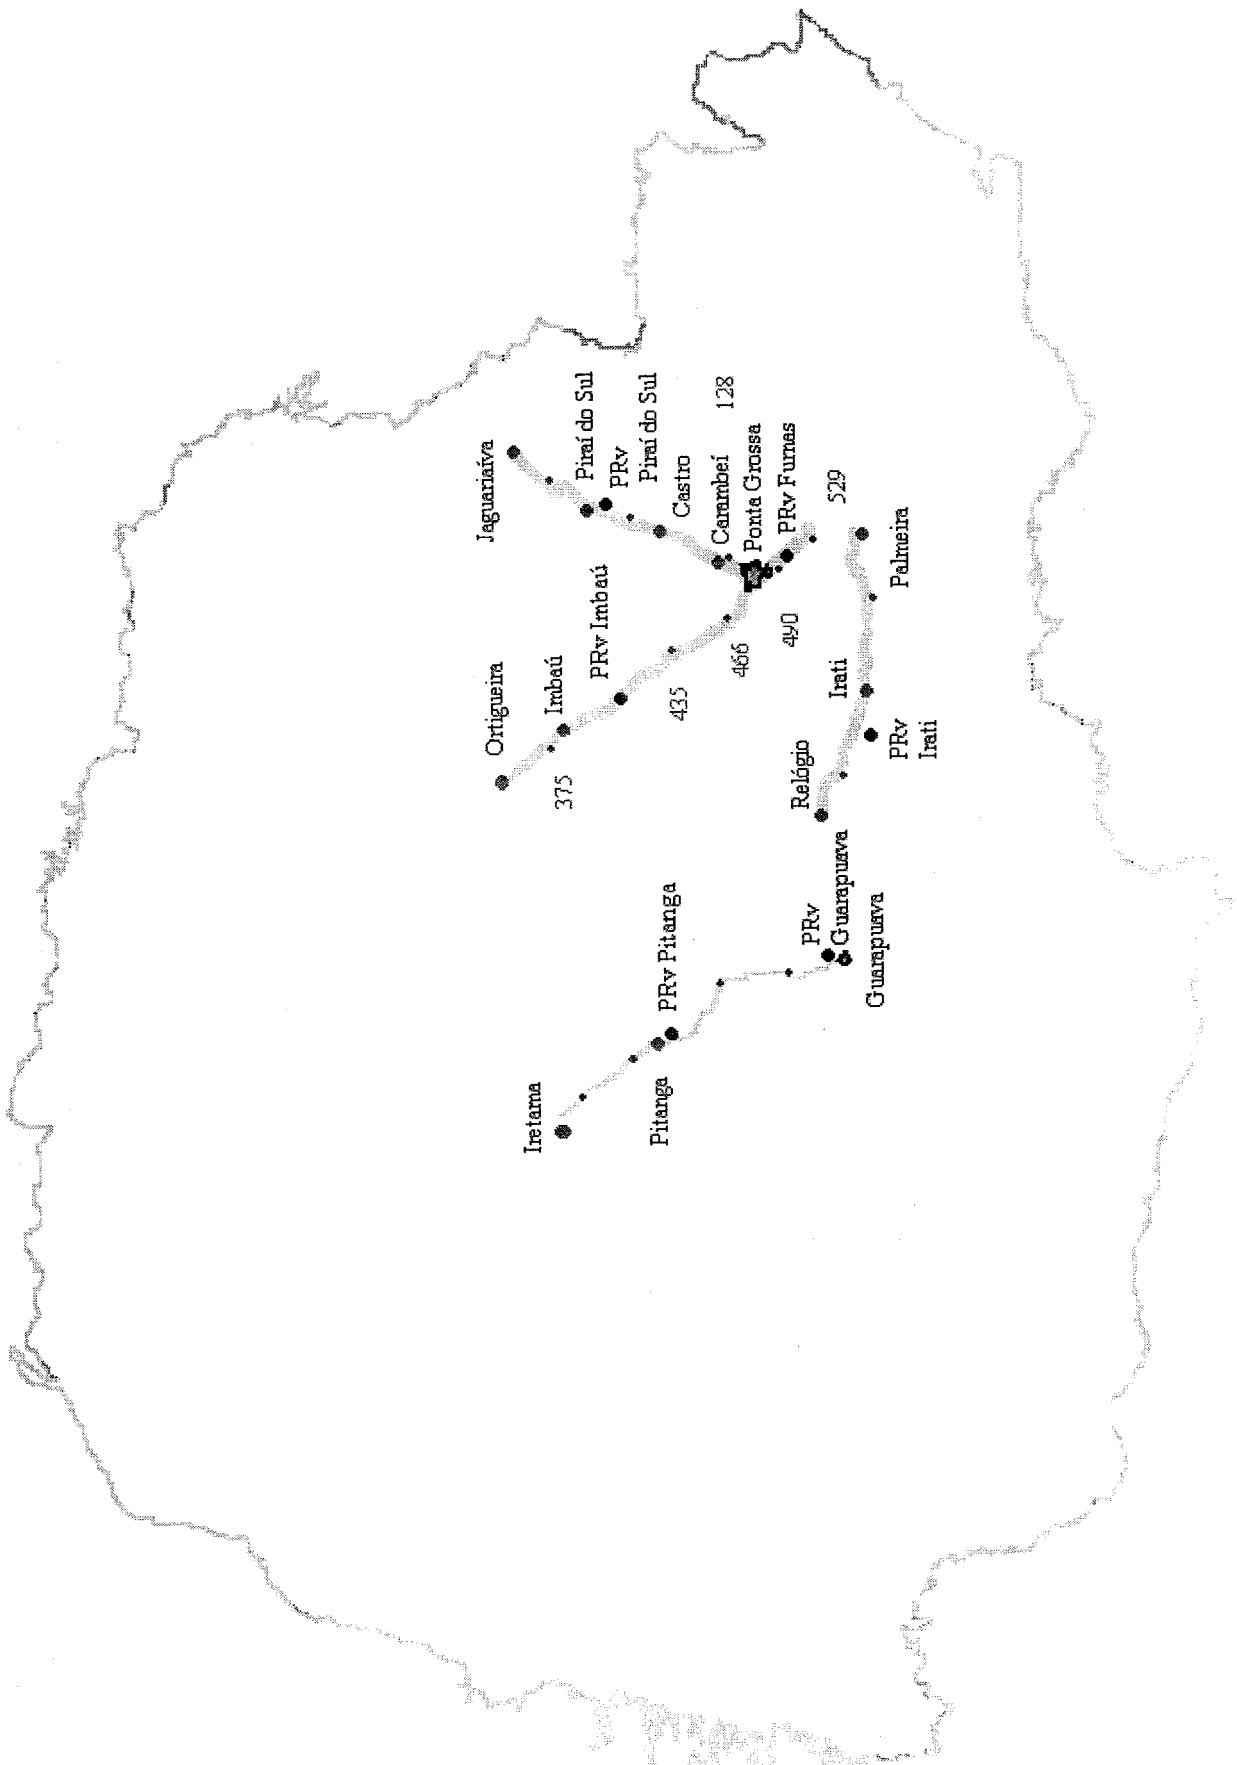 Jaguariaíva
Piraí do Sul
PRv
Piraí do Sul
Castro
Carambeí
128
Ponta Grossa
PRv Furnas
529
Palmeira
Ortigueira
Imbaú
PRv Imbaú
375
435
466
490
Irati
PRv
Irati
Relógio
PRv
Guarapuava
Guarapuava
PRv Pitanga
Pitanga
Iretama